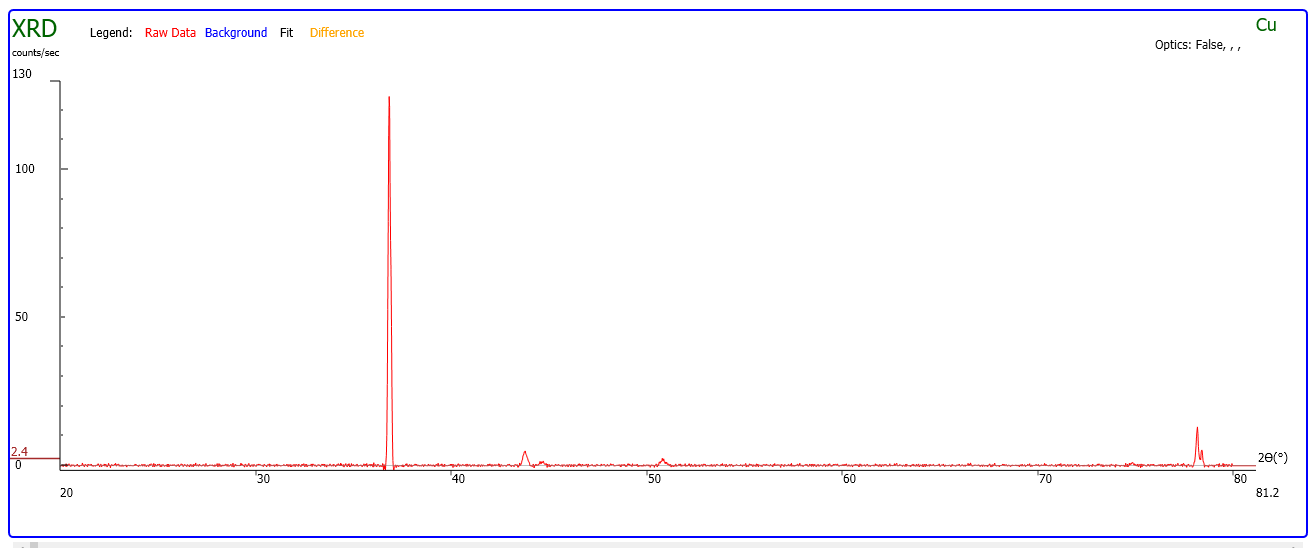 XRD
Legend: Raw Data Background Fit Difference
Cu
counts/sec
Optics: False, , ,
130
100
50
2.4
0
2ϴ(°)
20 30 40 50 60 70 80 81.2